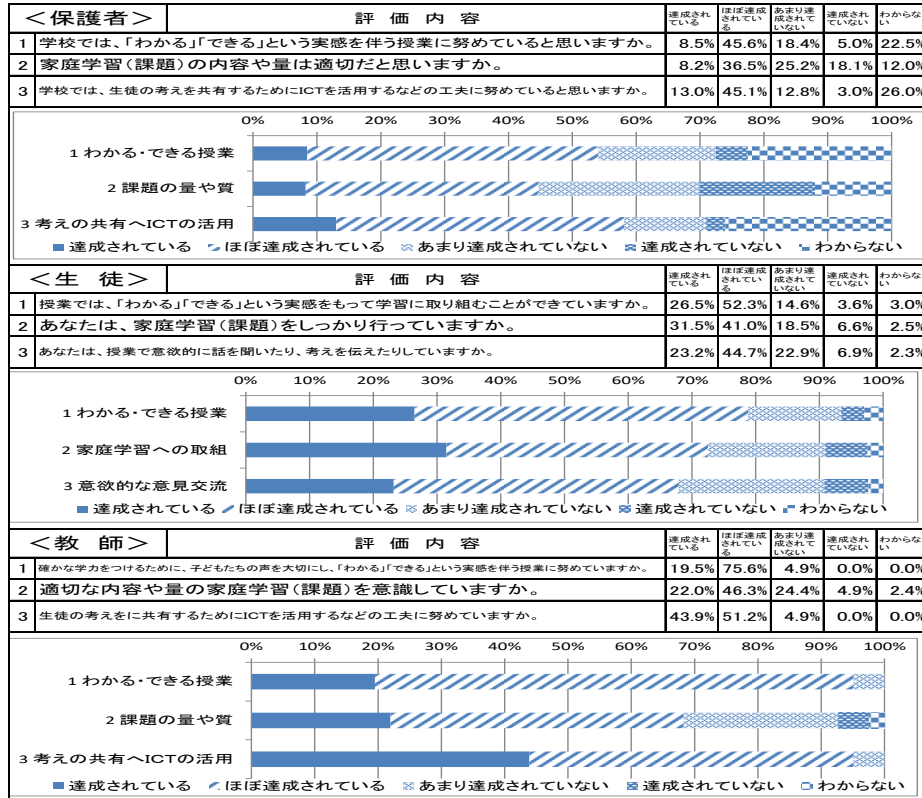 ＜保護者＞ 評価内容 達成されている ほぼ達成されている あまり達成されていない 達成されていない わからない
1 学校では、「わかる」「できる」という実感を伴う授業に努めていると思いますか。 8.5% 45.6% 18.4% 5.0% 22.5%
2 家庭学習（課題）の内容や量は適切だと思いますか。 8.2% 36.5% 25.2% 18.1% 12.0%
3 学校では、生徒の考えを共有するためにICTを活用するなどの工夫に努めていると思いますか。 13.0% 45.1% 12.8% 3.0% 26.0%
0% 10% 20% 30% 40% 50% 60% 70% 80% 90% 100%
1 わかる・できる授業
2 課題の量や質
3 考えの共有へICTの活用
達成されている ほぼ達成されている あまり達成されていない 達成されていない わからない
＜生 徒＞ 評価内容 達成されている ほぼ達成されている あまり達成されていない 達成されていない わからない
1 授業では、「わかる」「できる」という実感をもって学習に取り組むことができていますか。 26.5% 52.3% 14.6% 3.6% 3.0%
2 あなたは、家庭学習（課題）をしっかり行っていますか。 31.5% 41.0% 18.5% 6.6% 2.5%
3 あなたは、授業で意欲的に話を聞いたり、考えを伝えたりしていますか。 23.2% 44.7% 22.9% 6.9% 2.3%
0% 10% 20% 30% 40% 50% 60% 70% 80% 90% 100%
1 わかる・できる授業
2 家庭学習への取組
3 意欲的な意見交流
達成されている ほぼ達成されている あまり達成されていない 達成されていない わからない
＜教 師＞ 評価内容 達成されている ほぼ達成されている あまり達成されていない 達成されていない わからない
1 確かな学力をつけるために、子どもたちの声を大切にし、「わかる」「できる」という実感を伴う授業に努めていますか。 19.5% 75.6% 4.9% 0.0% 0.0%
2 適切な内容や量の家庭学習（課題）を意識していますか。 22.0% 46.3% 24.4% 4.9% 2.4%
3 生徒の考えをに共有するためにICTを活用するなどの工夫に努めていますか。 43.9% 51.2% 4.9% 0.0% 0.0%
0% 10% 20% 30% 40% 50% 60% 70% 80% 90% 100%
1 わかる・できる授業
2 課題の量や質
3 考えの共有へICTの活用
達成されている ほぼ達成されている あまり達成されていない 達成されていない わからない